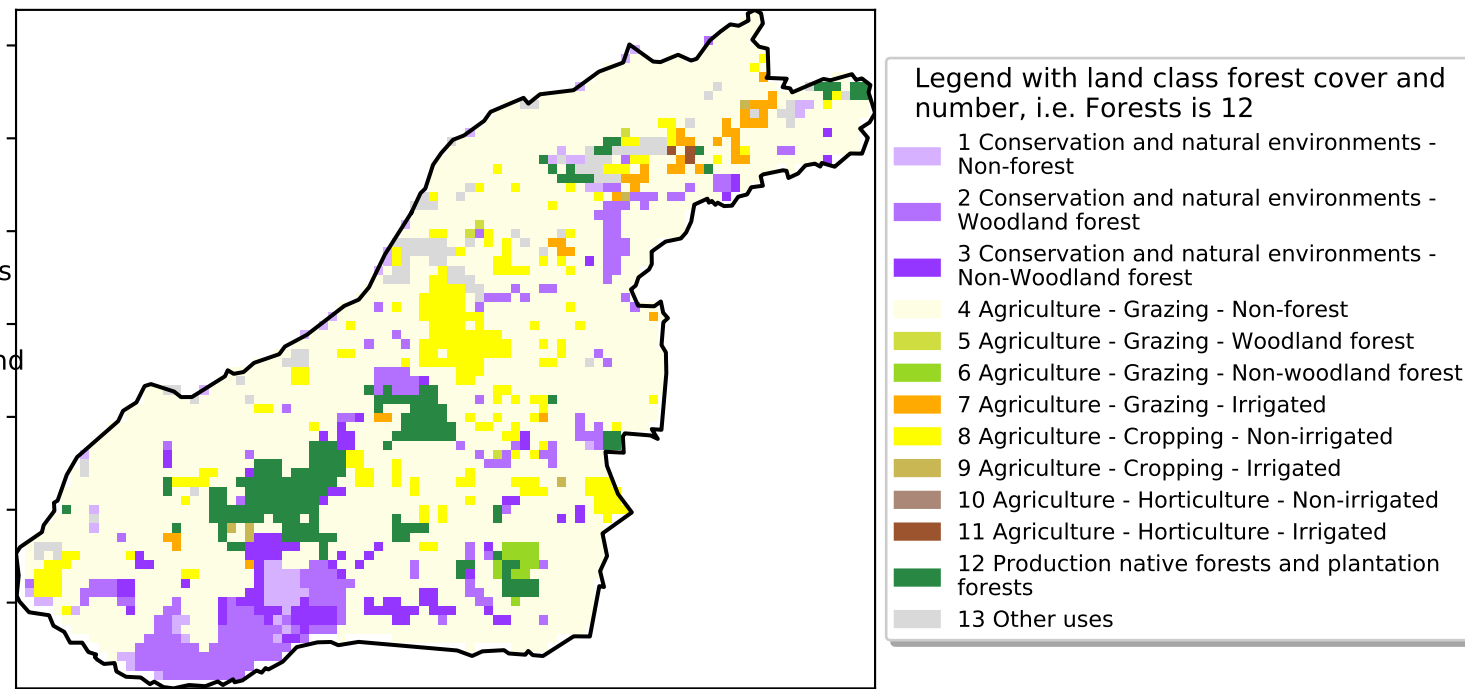 Legend with land class forest cover and
number, i.e. Forests is 12
1 Conservation and natural environments -
Non-forest
2 Conservation and natural environments -
Woodland forest
3 Conservation and natural environments -
Non-Woodland forest
4 Agriculture - Grazing - Non-forest
5 Agriculture - Grazing - Woodland forest
6 Agriculture - Grazing - Non-woodland forest
7 Agriculture - Grazing - Irrigated
8 Agriculture - Cropping - Non-irrigated
9 Agriculture - Cropping - Irrigated
10 Agriculture - Horticulture - Non-irrigated
11 Agriculture - Horticulture - Irrigated
12 Production native forests and plantation
forests
13 Other uses